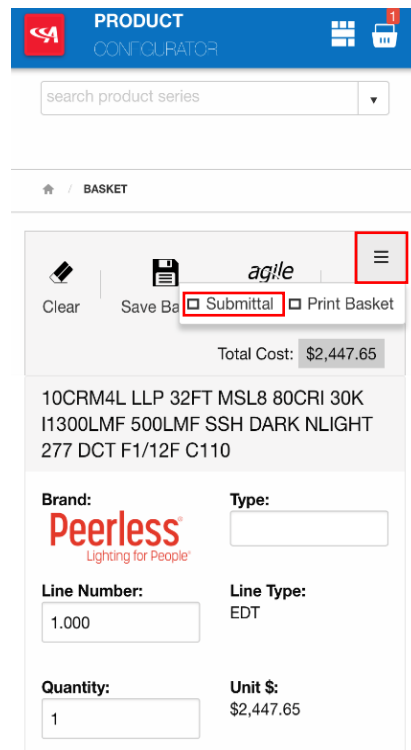 PRODUCT
CONFIGURATOR
1
search product series
/ BASKET
agile
Clear
Save Ba
Submittal
Print Basket
Total Cost: $2,447.65
10CRM4L LLP 32FT MSL8 80CRI 30K
I1300LMF 500LMF SSH DARK NLIGHT
277 DCT F1/12F C110
Brand:
Type:
Peerless
Lighting for People®
Line Number:
Line Type:
1.000
EDT
Quantity:
Unit $:
1
$2,447.65